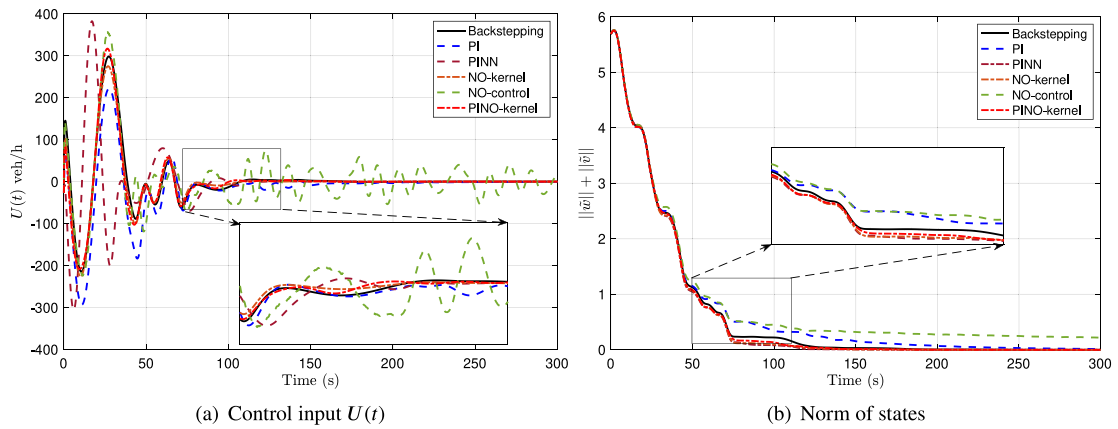 400
300
200
100
0
-100
-200
-300
-400
U(t) veh/h
0 50 100 150 200 250 300
Time (s)
Backstepping
PI
PINN
NO-kernel
NO-control
PINO-kernel
(a) Control input U(t)
6
5
4
3
2
1
0
||w̃|| + ||ṽ||
0 50 100 150 200 250 300
Time (s)
Backstepping
PI
PINN
NO-kernel
NO-control
PINO-kernel
(b) Norm of states